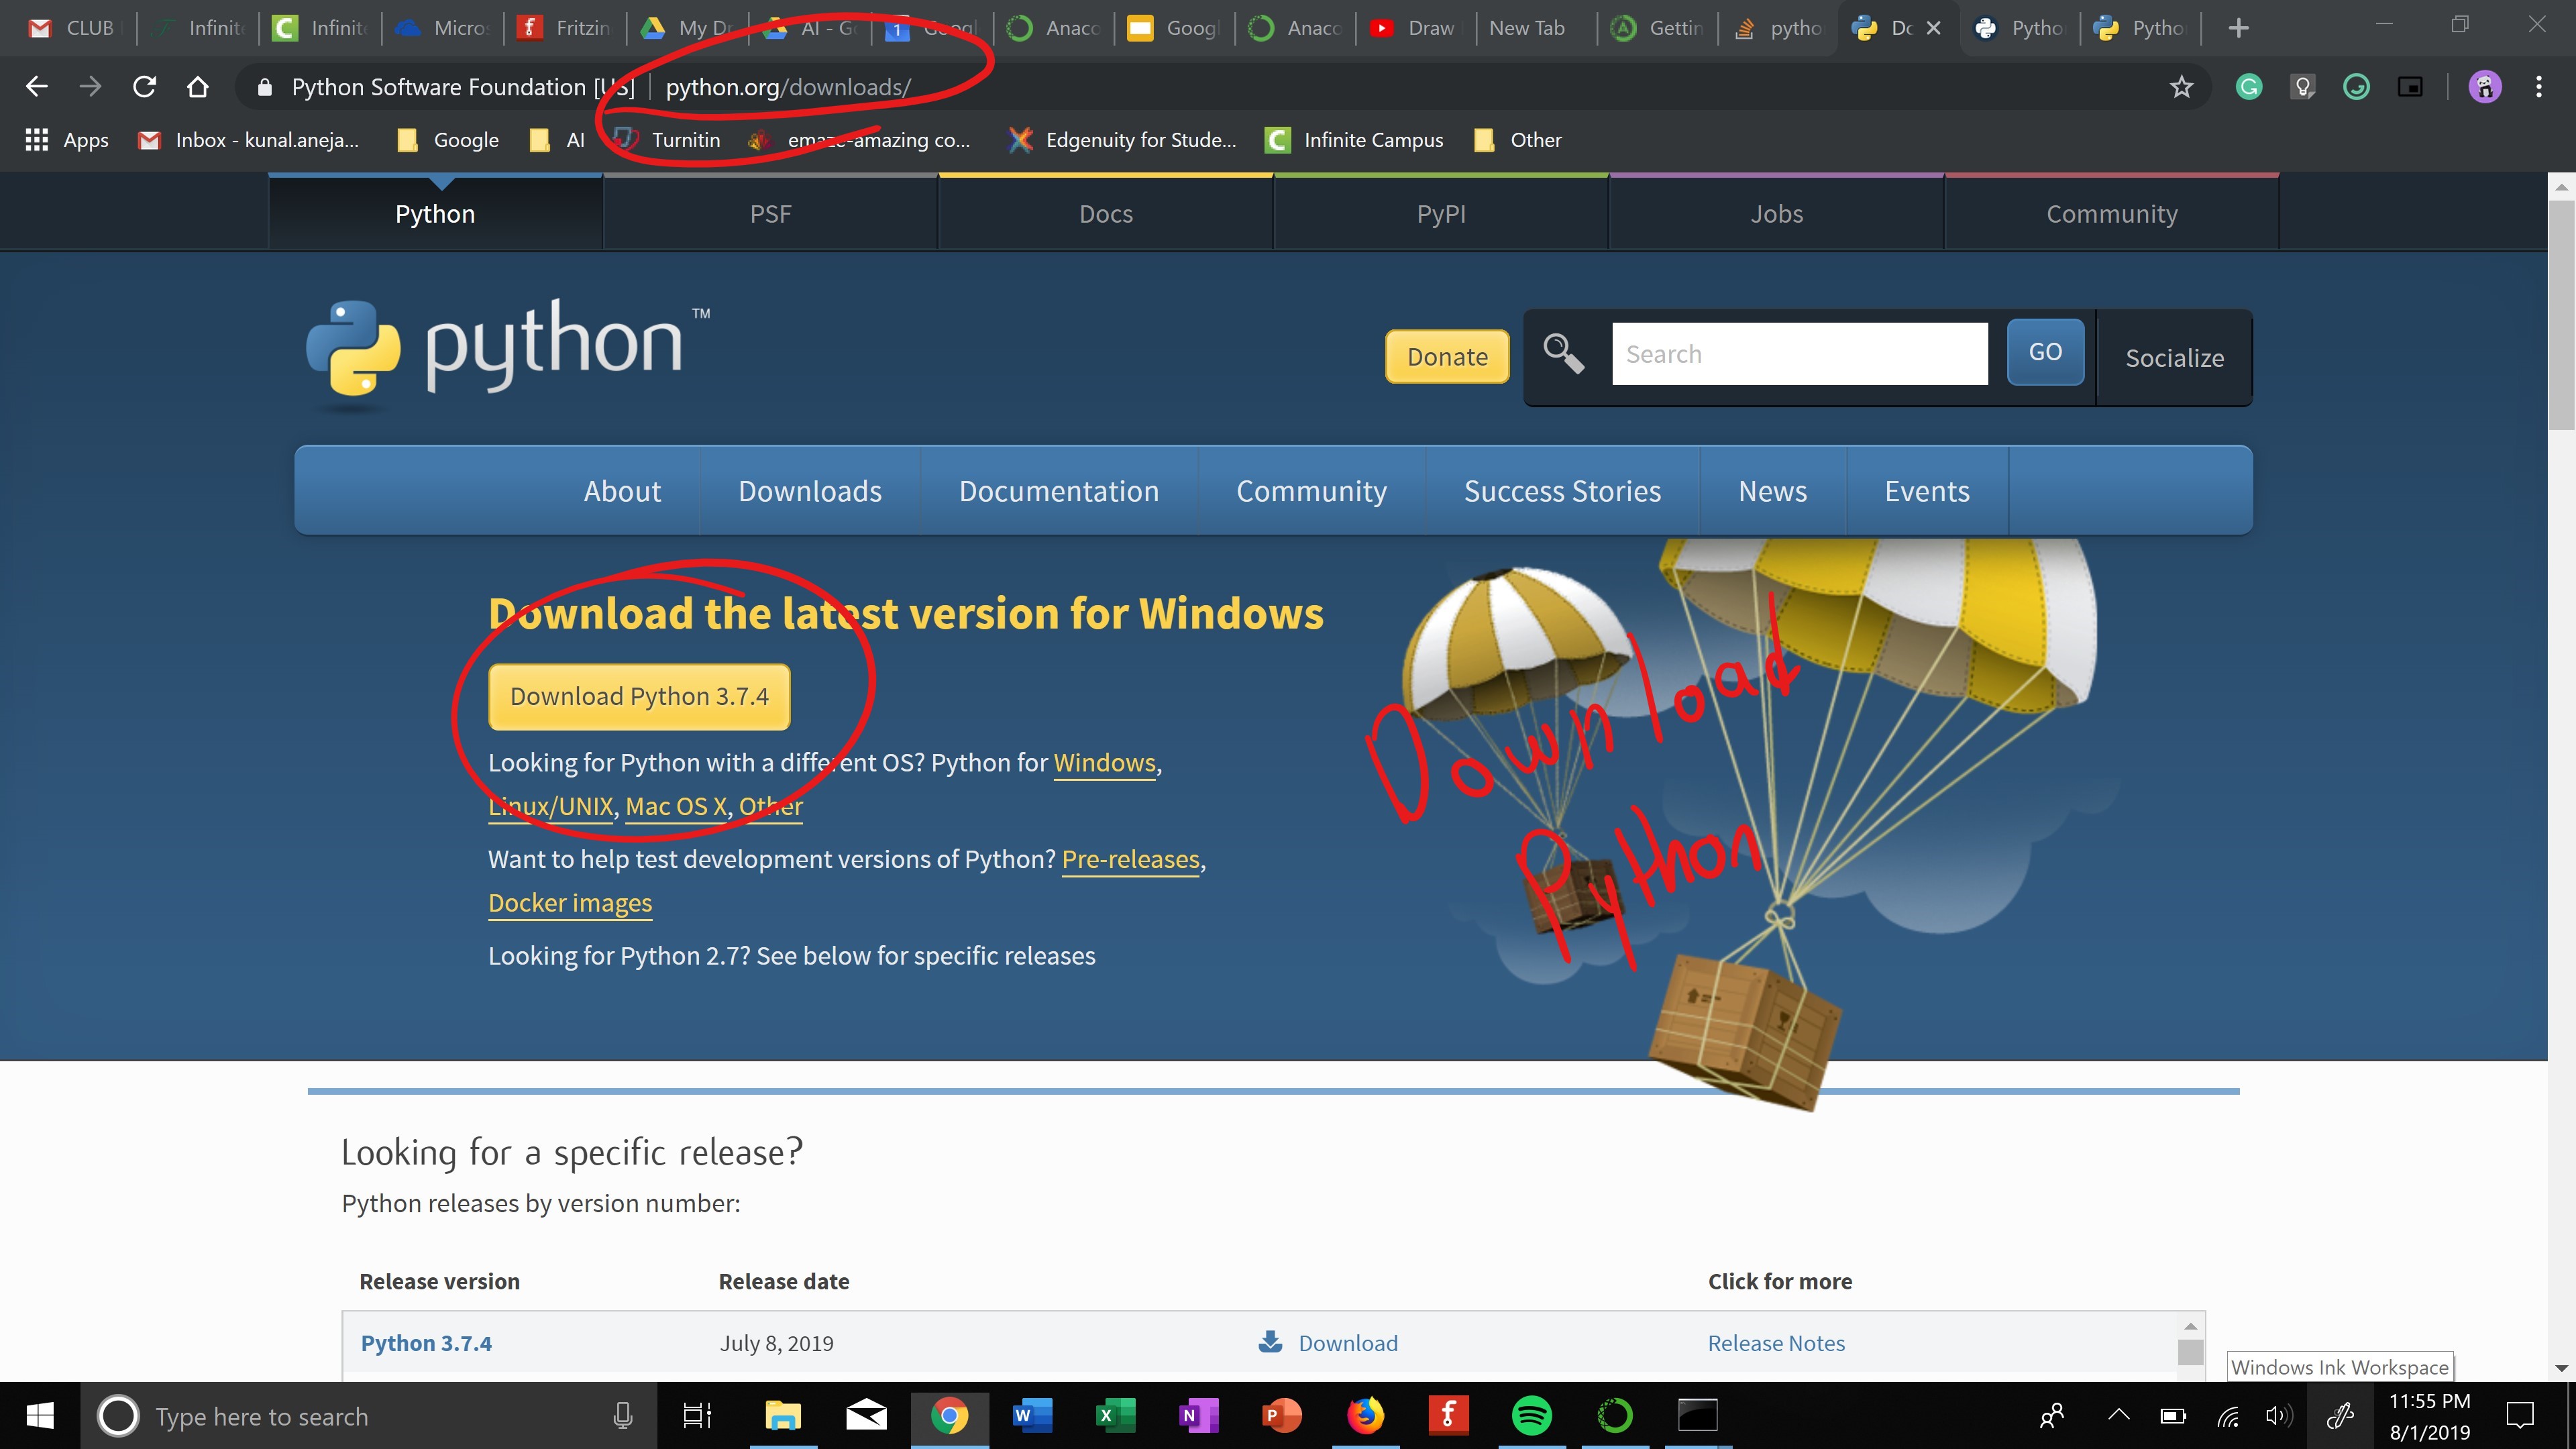 CLUB Infinite Infinite Micros Fritzin My Dr AI - Go Googl Anaco Googl Anaco Draw New Tab Gettin pytho Do Pytho Pytho
Python Software Foundation [US] python.org/downloads/
Apps Inbox - kunal.aneja... Google AI Turnitin emaze-amazing co... Edgenuity for Stude... Infinite Campus Other
Python PSF Docs PyPI Jobs Community
python™
Donate Search GO Socialize
About Downloads Documentation Community Success Stories News Events
Download the latest version for Windows
Download Python 3.7.4
Looking for Python with a different OS? Python for Windows,
Linux/UNIX, Mac OS X, Other
Want to help test development versions of Python? Pre-releases,
Docker images
Looking for Python 2.7? See below for specific releases
Download
Python
Looking for a specific release?
Python releases by version number:
Release version Release date Click for more
Python 3.7.4 July 8, 2019 Download Release Notes
Windows Ink Workspace
Type here to search
11:55 PM
8/1/2019